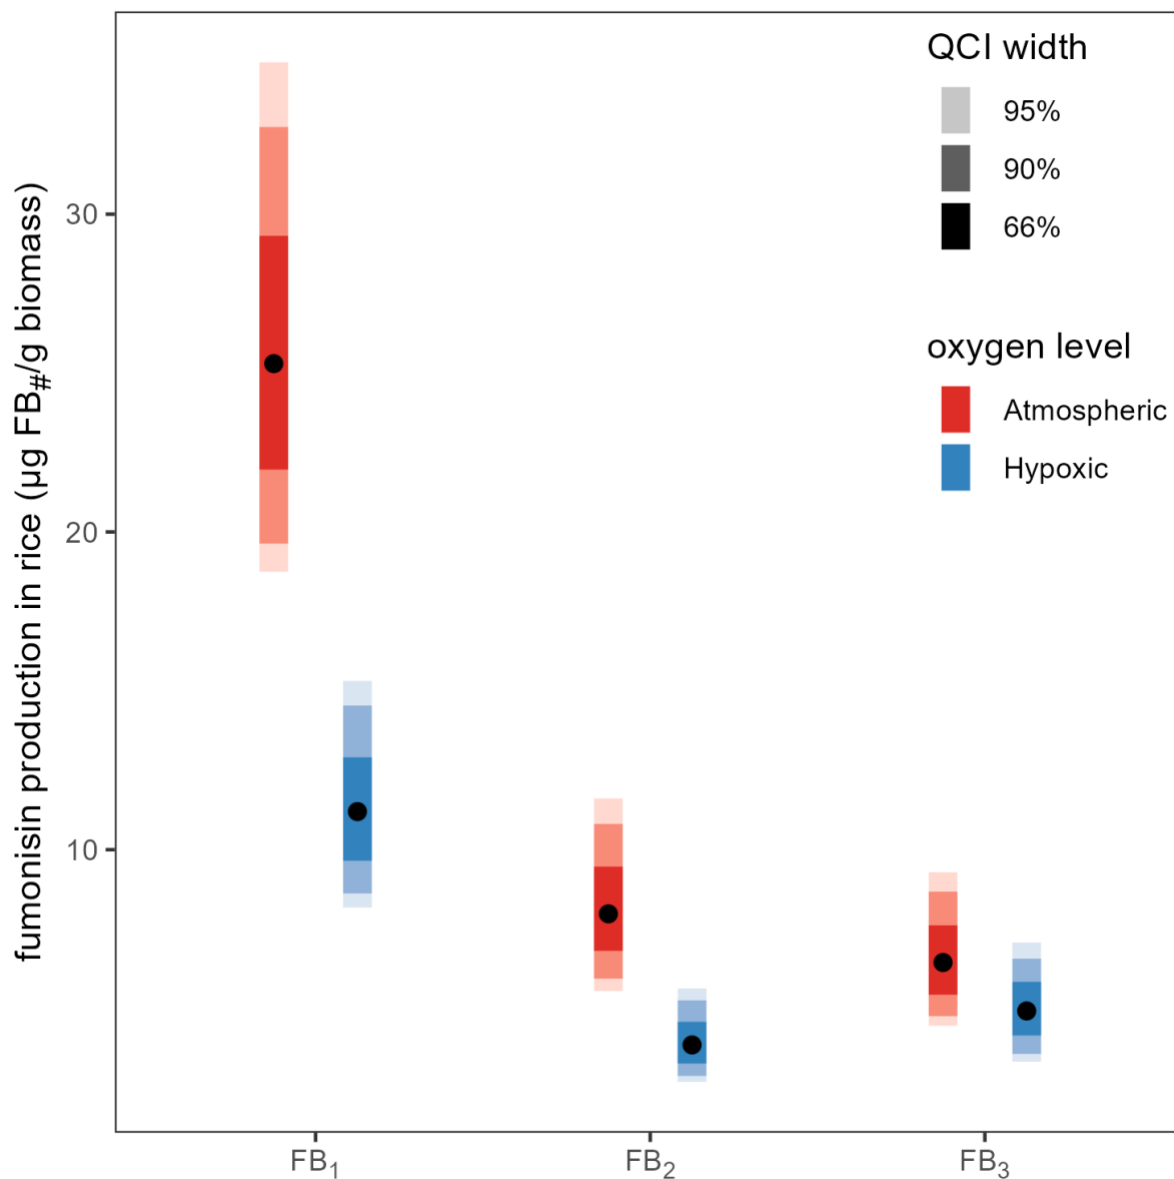 fumonisin production in rice (µg FB#/g biomass)
30
20
10
FB1
FB2
FB3
QCI width
95%
90%
66%
oxygen level
Atmospheric
Hypoxic